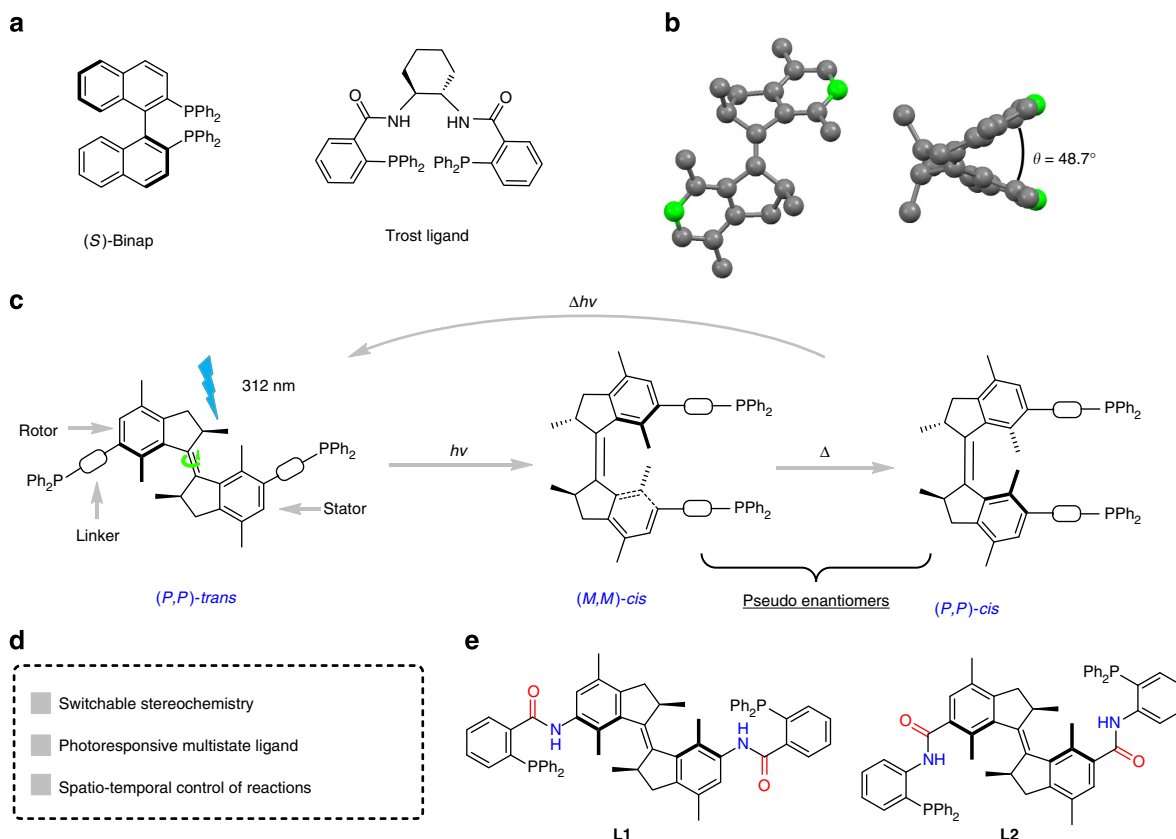 a
PPh2
PPh2
(S)-Binap
O
NH
HN
O
PPh2
Ph2P
Trost ligand
b
θ = 48.7°
c
Δhν
312 nm
Rotor
Ph2P
Linker
PPh2
Stator
(P,P)-trans
hν
PPh2
PPh2
(M,M)-cis
Δ
PPh2
PPh2
(P,P)-cis
Pseudo enantiomers
d
Switchable stereochemistry
Photoresponsive multistate ligand
Spatio-temporal control of reactions
e
O
N
H
PPh2
Ph2P
H
N
O
L1
O
NH
PPh2
Ph2P
HN
O
L2